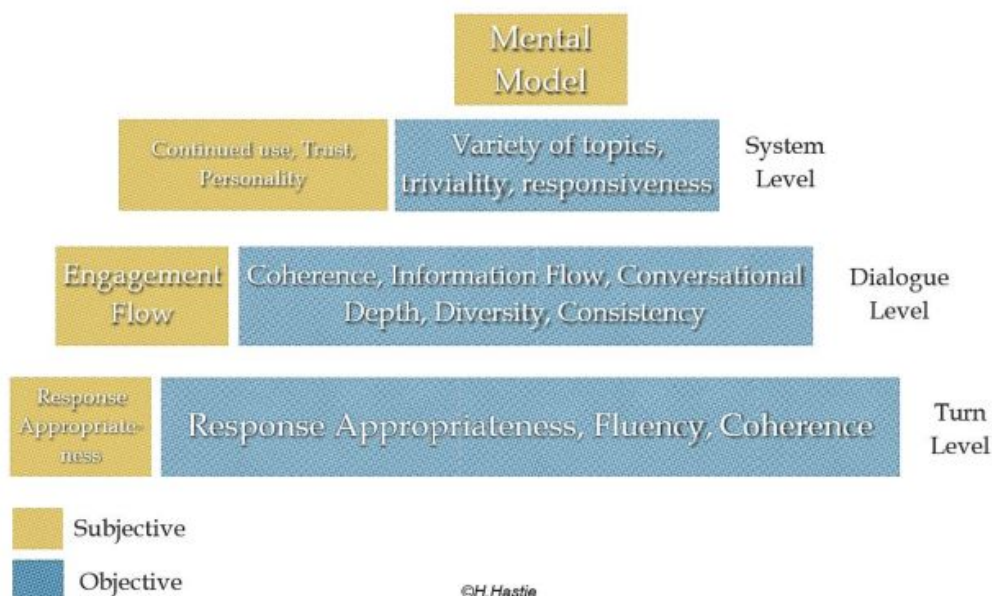 Mental
Model
Continued use, Trust,
Personality
Variety of topics,
triviality, responsiveness
System
Level
Engagement
Flow
Coherence, Information Flow, Conversational
Depth, Diversity, Consistency
Dialogue
Level
Response
Appropriate-
ness
Response Appropriateness, Fluency, Coherence
Turn
Level
Subjective
Objective
©H.Hastie